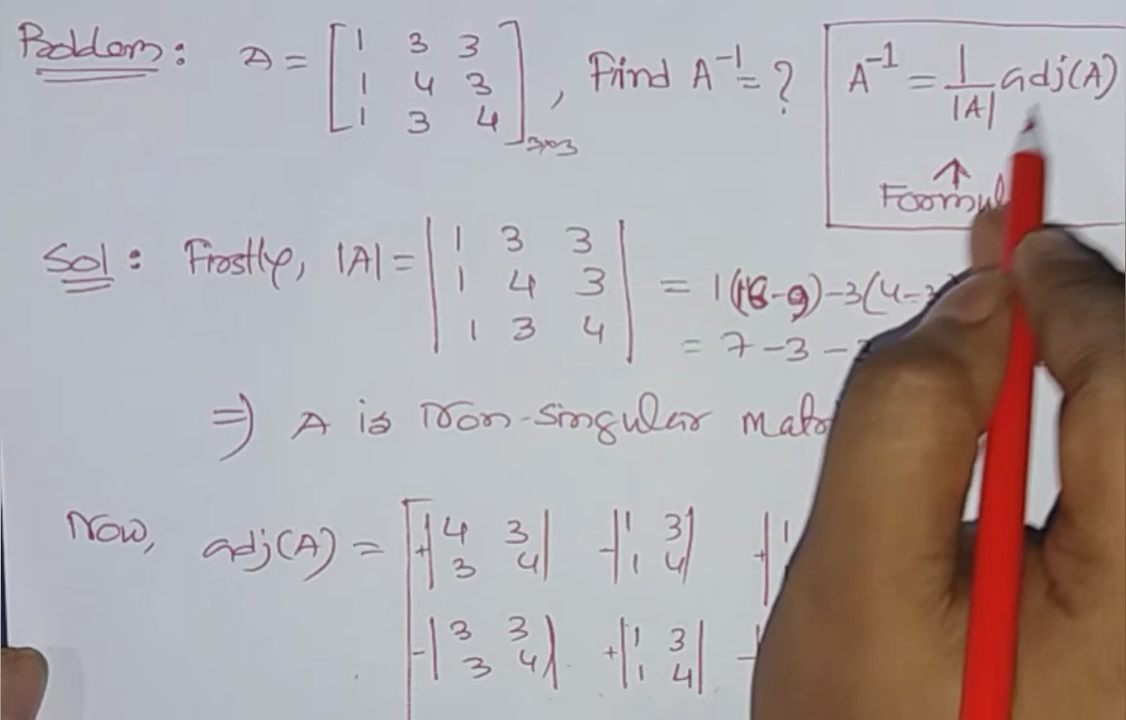 Problem: A = [1 3 3
1 4 3
1 3 4]3×3, Find A⁻¹ = ?
A⁻¹ = 1/|A| adj(A)
↑
Sol: Firstly, |A| = |1 3 3
1 4 3
1 3 4|
= 1(16-9)-3(4-3
= 7-3-
⇒ A is Non-singular
Now, adj(A) = [+|4 3
3 4| -|1 3
1 4| +|1
-|3 3
3 4| +|1 3
1 4| -